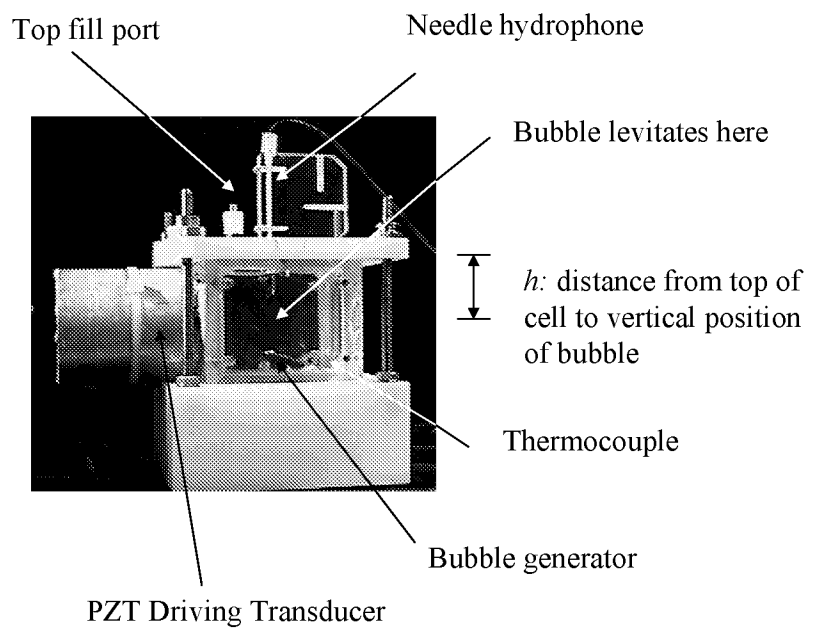 Top fill port
Needle hydrophone
Bubble levitates here
h: distance from top of
cell to vertical position
of bubble
Thermocouple
Bubble generator
PZT Driving Transducer